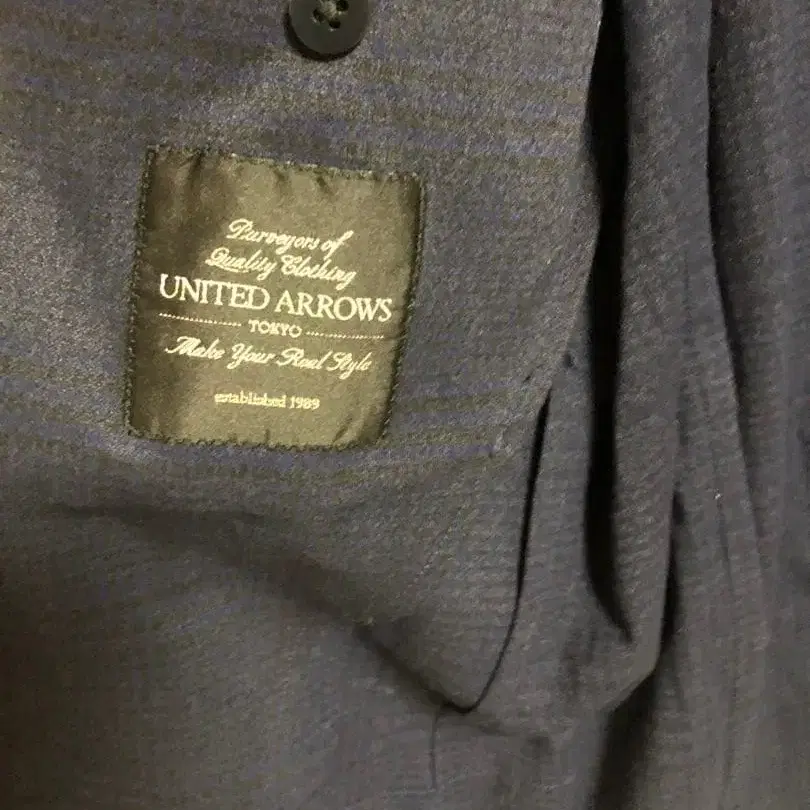 Purveyors of
Quality Clothing
UNITED ARROWS
TOKYO
Make Your Real Style
established 1989